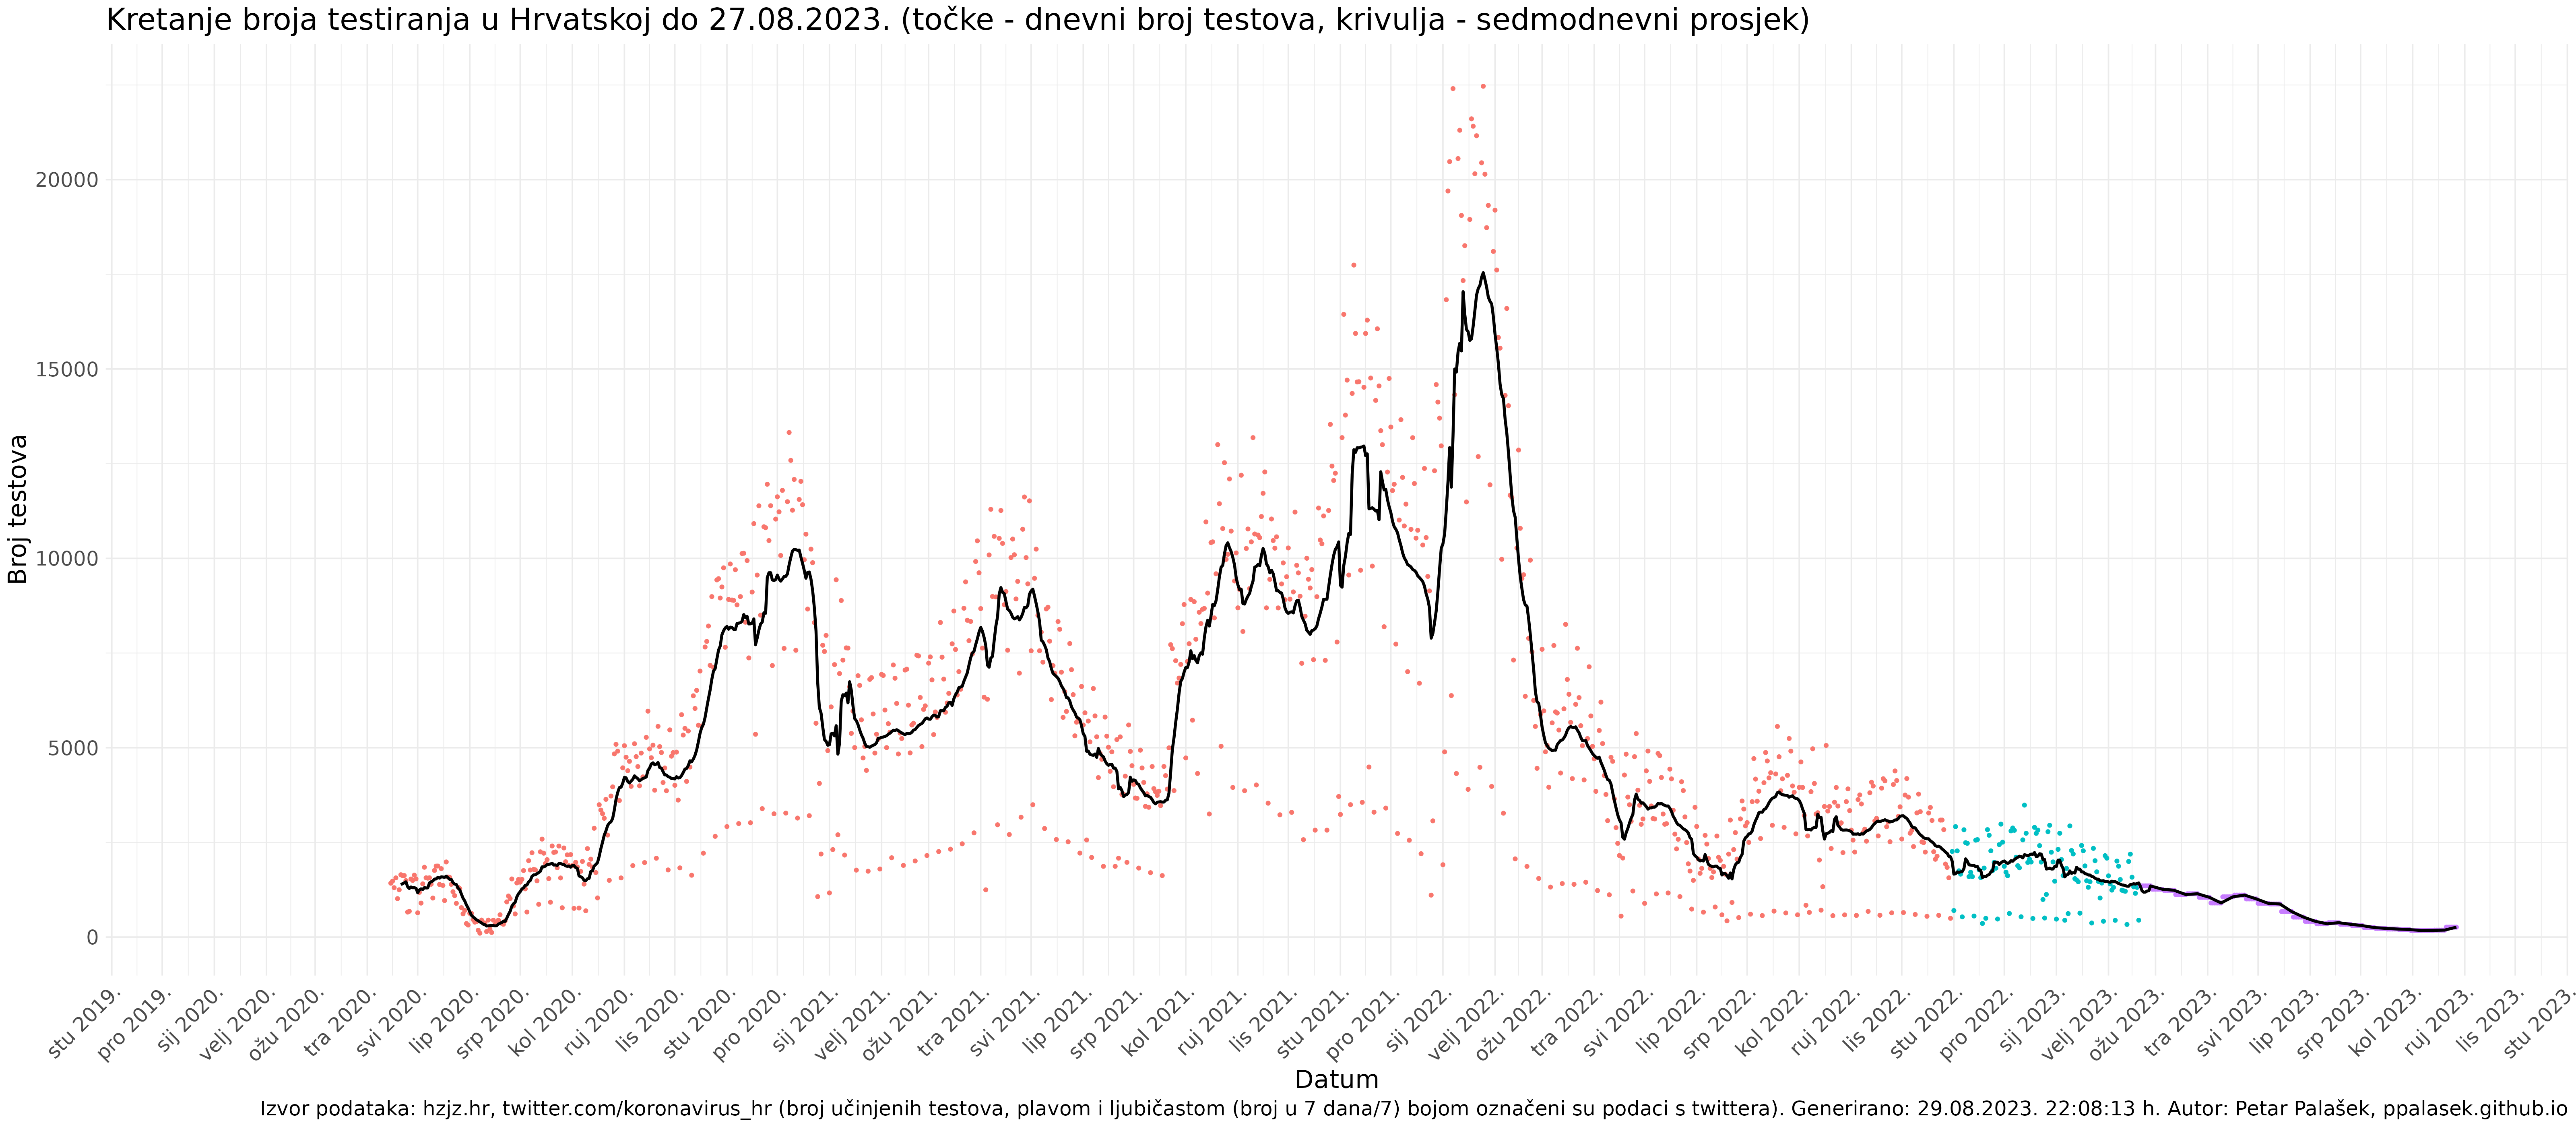 Kretanje broja testiranja u Hrvatskoj do 27.08.2023. (točke - dnevni broj testova, krivulja - sedmodnevni prosjek)
Broj testova
20000
15000
10000
5000
0
stu 2019.
pro 2019.
sij 2020.
velj 2020.
ožu 2020.
tra 2020.
svi 2020.
lip 2020.
srp 2020.
kol 2020.
ruj 2020.
lis 2020.
stu 2020.
pro 2020.
sij 2021.
velj 2021.
ožu 2021.
tra 2021.
svi 2021.
lip 2021.
srp 2021.
kol 2021.
ruj 2021.
lis 2021.
stu 2021.
pro 2021.
sij 2022.
velj 2022.
ožu 2022.
tra 2022.
svi 2022.
lip 2022.
srp 2022.
kol 2022.
ruj 2022.
lis 2022.
stu 2022.
pro 2022.
sij 2023.
velj 2023.
ožu 2023.
tra 2023.
svi 2023.
lip 2023.
srp 2023.
kol 2023.
ruj 2023.
lis 2023.
stu 2023.
Datum
Izvor podataka: hzjz.hr, twitter.com/koronavirus_hr (broj učinjenih testova, plavom i ljubičastom (broj u 7 dana/7) bojom označeni su podaci s twittera). Generirano: 29.08.2023. 22:08:13 h. Autor: Petar Palašek, ppalasek.github.io